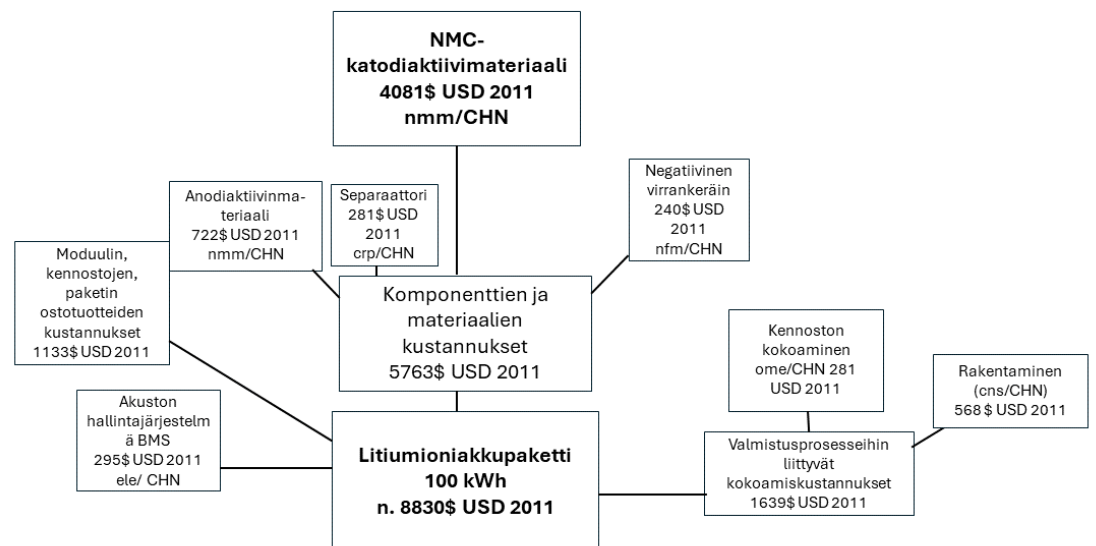 NMC-
katodiaktiivimateriaali
4081$ USD 2011
nmm/CHN
Negatiivinen
virrankeräin
240$ USD
2011
nfm/CHN
Anodiaktiivinma-
teriaali
722$ USD 2011
nmm/CHN
Separaattori
281$ USD
2011
crp/CHN
Moduulin,
kennostojen,
paketin
ostotuotteiden
kustannukset
1133$ USD 2011
Komponenttien ja
materiaalien
kustannukset
5763$ USD 2011
Kennoston
kokoaminen
ome/CHN 281
USD 2011
Rakentaminen
(cns/CHN)
568 $ USD 2011
Akuston
hallintajärjestelm
ä BMS
295$ USD 2011
ele/ CHN
Litiumioniakkupaketti
100 kWh
n. 8830$ USD 2011
Valmistusprosesseihin
liittyvät
kokoamiskustannukset
1639$ USD 2011